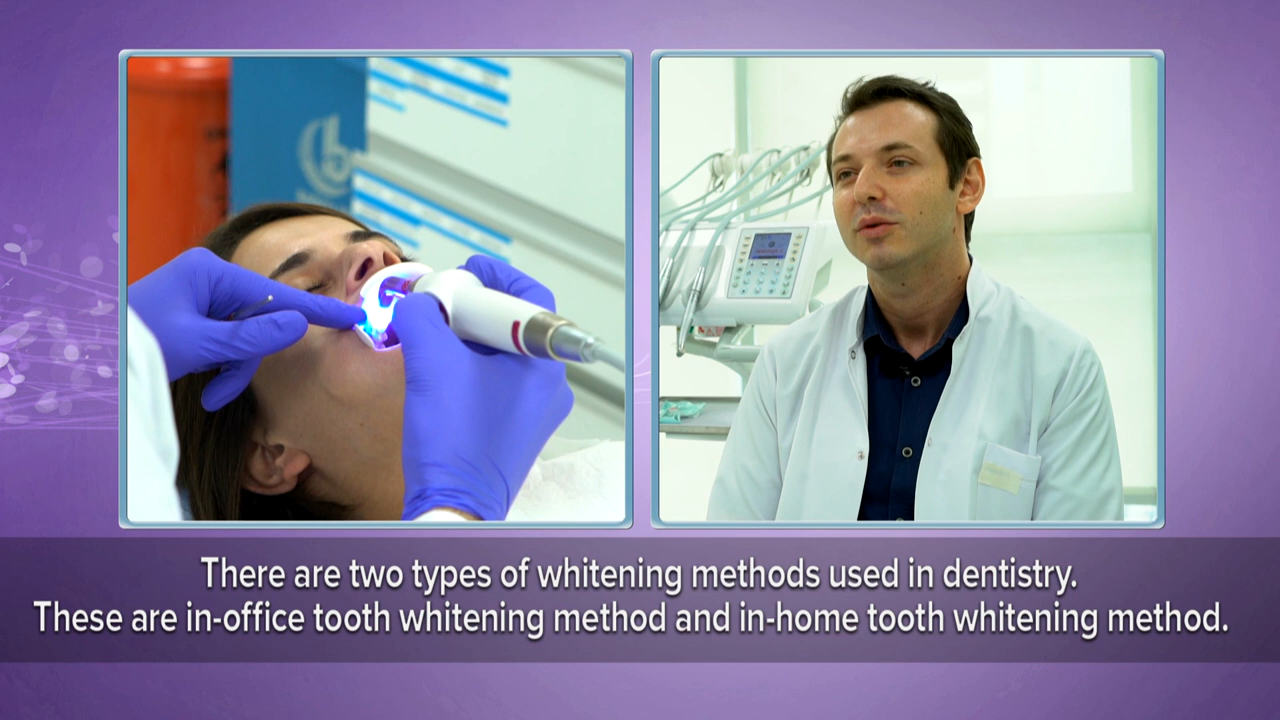 There are two types of whitening methods used in dentistry.
These are in-office tooth whitening method and in-home tooth whitening method.